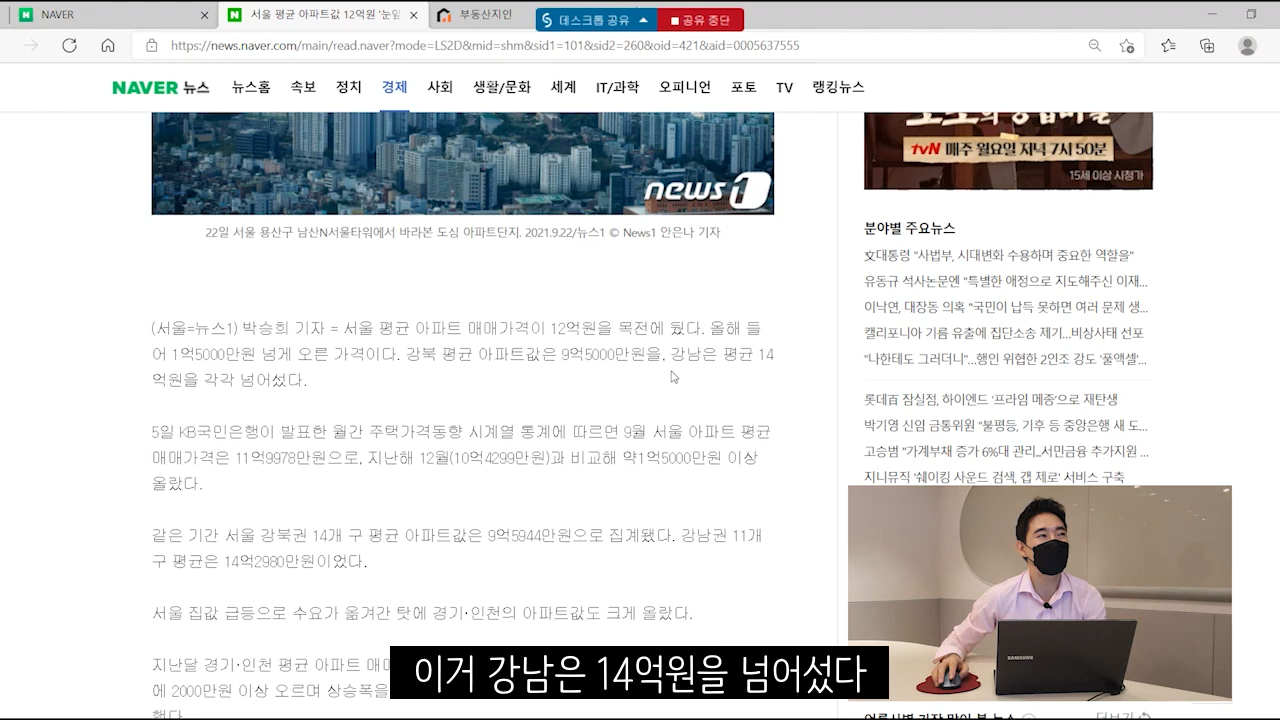 NAVER
서울 평균 아파트값 12억원 '눈앞
부동산지인
데스크톱 공유
공유 중단
https://news.naver.com/main/read.naver?mode=LS2D&mid=shm&sid1=101&sid2=260&oid=421&aid=0005637555
NAVER 뉴스 뉴스홈 속보 정치 경제 사회 생활/문화 세계 IT/과학 오피니언 포토 TV 랭킹뉴스
news1
22일 서울 용산구 남산N서울타워에서 바라본 도심 아파트단지. 2021.9.22/뉴스1 © News1 안은나 기자
(서울=뉴스1) 박승희 기자 = 서울 평균 아파트 매매가격이 12억원을 목전에 뒀다. 올해 들
어 1억5000만원 넘게 오른 가격이다. 강북 평균 아파트값은 9억5000만원을, 강남은 평균 14
억원을 각각 넘어섰다.
5일 KB국민은행이 발표한 월간 주택가격동향 시계열 통계에 따르면 9월 서울 아파트 평균
매매가격은 11억9978만원으로, 지난해 12월(10억4299만원)과 비교해 약1억5000만원 이상
올랐다.
같은 기간 서울 강북권 14개 구 평균 아파트값은 9억5944만원으로 집계됐다. 강남권 11개
구 평균은 14억2980만원이었다.
서울 집값 급등으로 수요가 옮겨간 탓에 경기·인천의 아파트값도 크게 올랐다.
지난달 경기·인천 평균 아파트 매매
에 2000만원 이상 오르며 상승폭을
했다.
tvN 매주 월요일 저녁 7시 50분
15세 이상 시청가
분야별 주요뉴스
文대통령 "사법부, 시대변화 수용하며 중요한 역할을"
유동규 석사논문엔 "특별한 애정으로 지도해주신 이재...
이낙연, 대장동 의혹 "국민이 납득 못하면 여러 문제 생...
캘리포니아 기름 유출에 집단소송 제기...비상사태 선포
"나한테도 그러더니"...행인 위협한 2인조 강도 '풀액셀'...
롯데百 잠실점, 하이엔드 '프라임 메종'으로 재탄생
박기영 신임 금통위원 "불평등, 기후 등 중앙은행 새 도...
고승범 "가계부채 증가 6%대 관리…서민금융 추가지원 ...
지니뮤직 '쉐이킹 사운드 검색, 갭 제로' 서비스 구축
SAMSUNG
언론사별 가장 많이 본 뉴스
더보기
이거 강남은 14억원을 넘어섰다